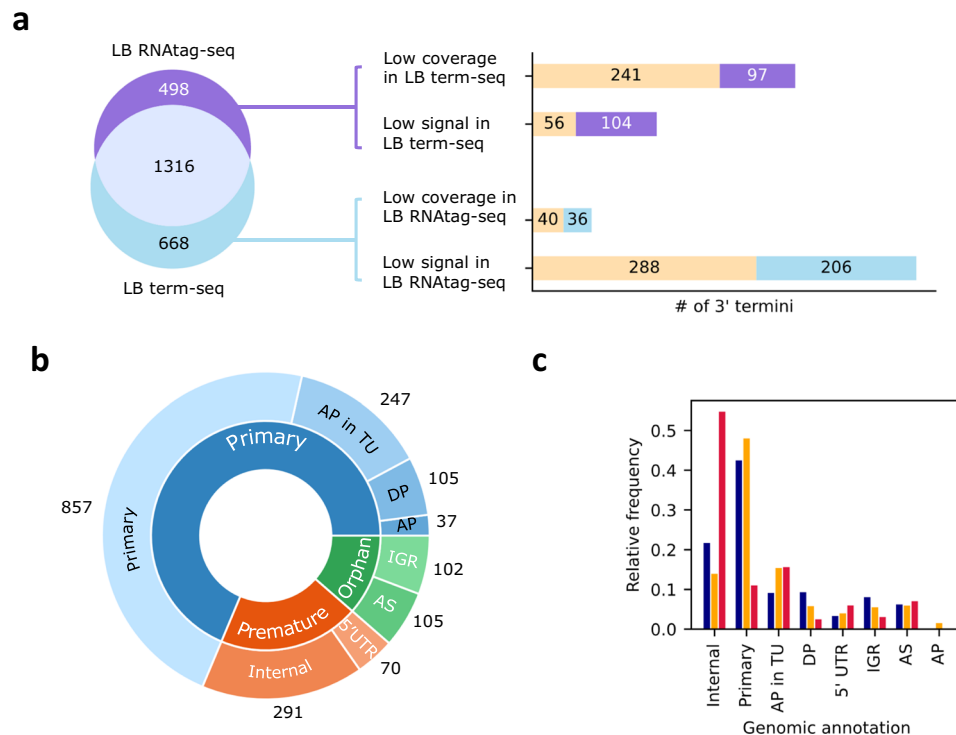 a
LB RNAtag-seq
498
1316
668
LB term-seq
Low coverage
in LB term-seq
Low signal in
LB term-seq
Low coverage in
LB RNAtag-seq
Low signal in
LB RNAtag-seq
241
97
56
104
40
36
288
206
# of 3' termini
b
Primary
AP in TU
247
DP
105
AP
37
IGR
102
AS
105
5'UTR
70
Internal
291
Primary
857
Orphan
Premature
c
Relative frequency
0.5
0.4
0.3
0.2
0.1
0.0
Internal
Primary
AP in TU
DP
5' UTR
IGR
AS
AP
Genomic annotation